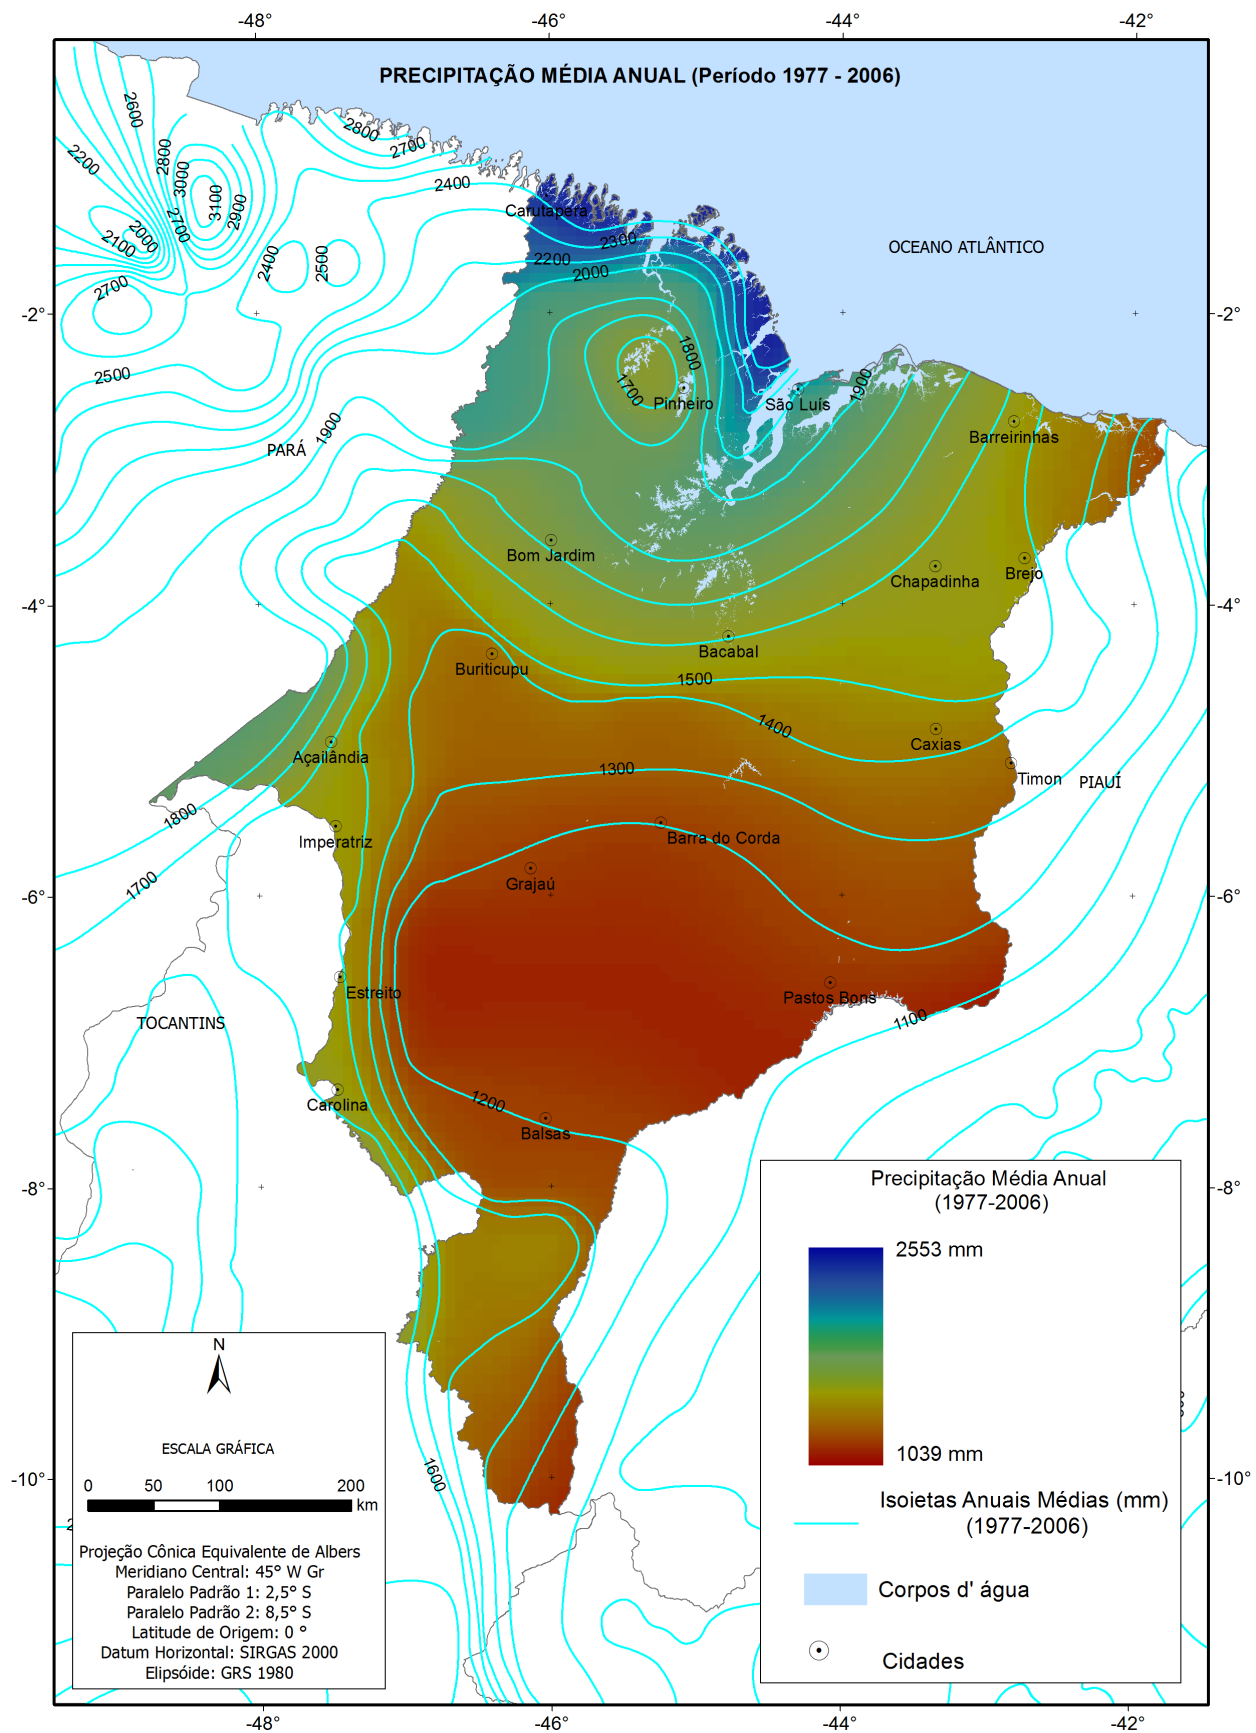 -48°
-46°
-44°
-42°
PRECIPITAÇÃO MÉDIA ANUAL (Período 1977 - 2006)
2600
2800
2700
2200
2800
3000
3100
2900
2400
Carutapera
2700
2000
2100
2300
OCEANO ATLÂNTICO
2400
2500
2200
2000
2700
-2°
-2°
1800
2500
1700
1900
Pinheiro
São Luís
1900
Barreirinhas
PARÁ
Bom Jardim
Chapadinha
Brejo
-4°
-4°
Bacabal
Buriticupu
1500
1400
Caxias
Açailândia
1300
Timon
PIAUÍ
1800
Imperatriz
Barra do Corda
1700
Grajaú
-6°
-6°
Estreito
Pastos Bons
TOCANTINS
1100
Carolina
1200
Balsas
-8°
-8°
Precipitação Média Anual
(1977-2006)
2553 mm
1039 mm
Isoietas Anuais Médias (mm)
(1977-2006)
Corpos d' água
Cidades
N
ESCALA GRÁFICA
0 50 100 200
km
1600
-10°
-10°
Projeção Cônica Equivalente de Albers
Meridiano Central: 45° W Gr
Paralelo Padrão 1: 2,5° S
Paralelo Padrão 2: 8,5° S
Latitude de Origem: 0 °
Datum Horizontal: SIRGAS 2000
Elipsóide: GRS 1980
-48°
-46°
-44°
-42°